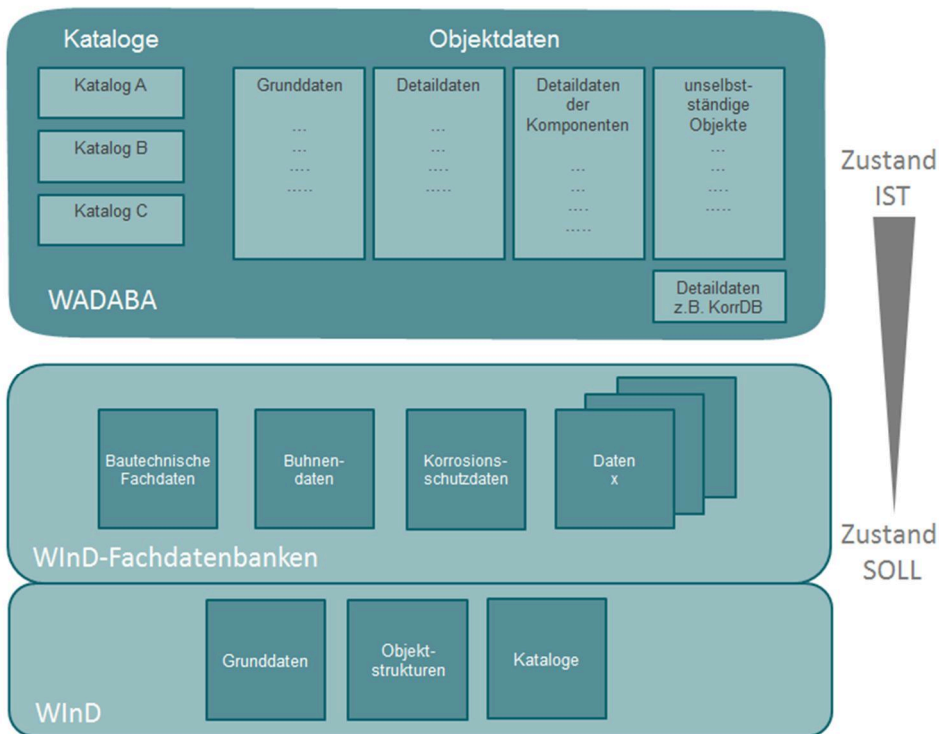 Kataloge
Objektdaten
Katalog A
Katalog B
Katalog C
Grunddaten
...
...
....
.....
Detaildaten
...
...
....
.....
Detaildaten
der
Komponenten
...
...
....
.....
unselbst-
ständige
Objekte
...
...
....
.....
Detaildaten
z.B. KorrDB
WADABA
Zustand
IST
Bautechnische
Fachdaten
Buhnen-
daten
Korrosions-
schutzdaten
Daten
x
WInD-Fachdatenbanken
Zustand
SOLL
Grunddaten
Objekt-
strukturen
Kataloge
WInD